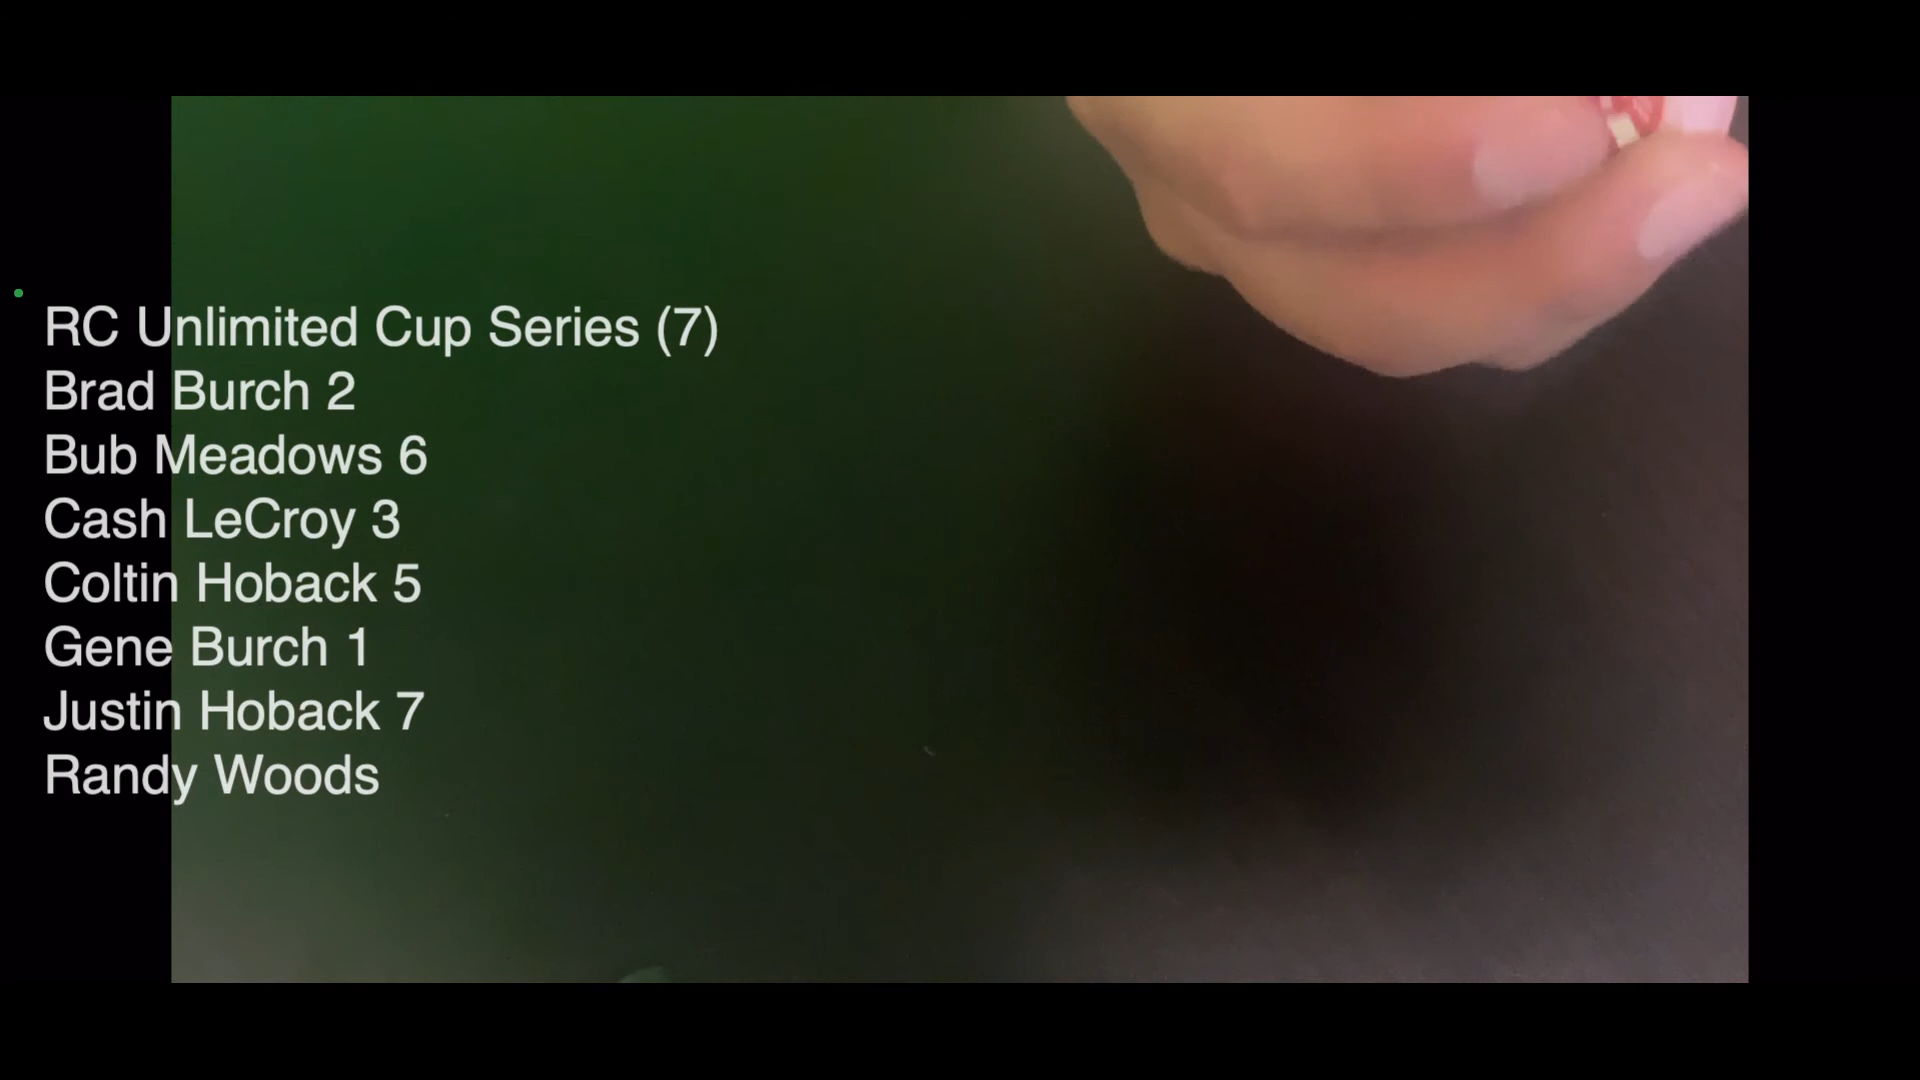 RC Unlimited Cup Series (7)
Brad Burch 2
Bub Meadows 6
Cash LeCroy 3
Coltin Hoback 5
Gene Burch 1
Justin Hoback 7
Randy Woods